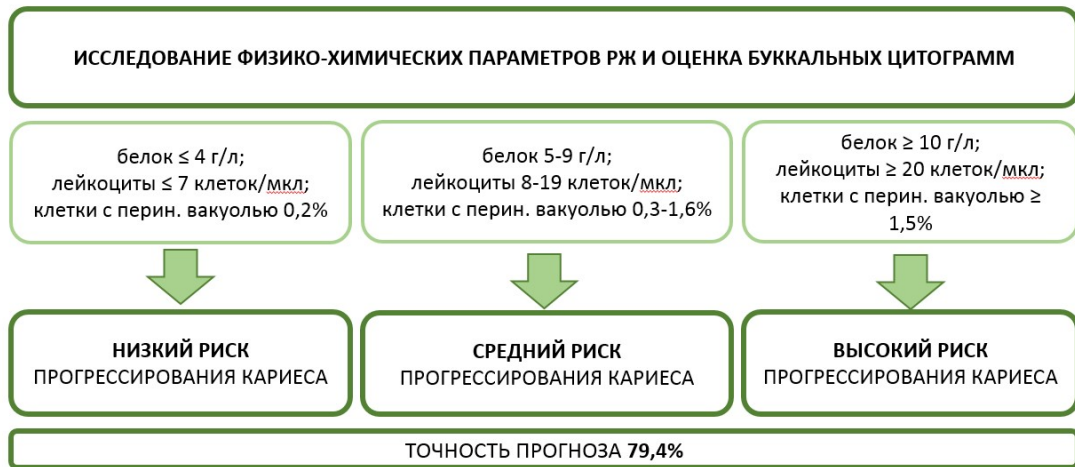 ИССЛЕДОВАНИЕ ФИЗИКО-ХИМИЧЕСКИХ ПАРАМЕТРОВ РЖ И ОЦЕНКА БУККАЛЬНЫХ ЦИТОГРАММ
белок ≤ 4 г/л;
лейкоциты ≤ 7 клеток/мкл;
клетки с перин. вакуолью 0,2%
белок 5-9 г/л;
лейкоциты 8-19 клеток/мкл;
клетки с перин. вакуолью 0,3-1,6%
белок ≥ 10 г/л;
лейкоциты ≥ 20 клеток/мкл;
клетки с перин. вакуолью ≥
1,5%
НИЗКИЙ РИСК
ПРОГРЕССИРОВАНИЯ КАРИЕСА
СРЕДНИЙ РИСК
ПРОГРЕССИРОВАНИЯ КАРИЕСА
ВЫСОКИЙ РИСК
ПРОГРЕССИРОВАНИЯ КАРИЕСА
ТОЧНОСТЬ ПРОГНОЗА 79,4%